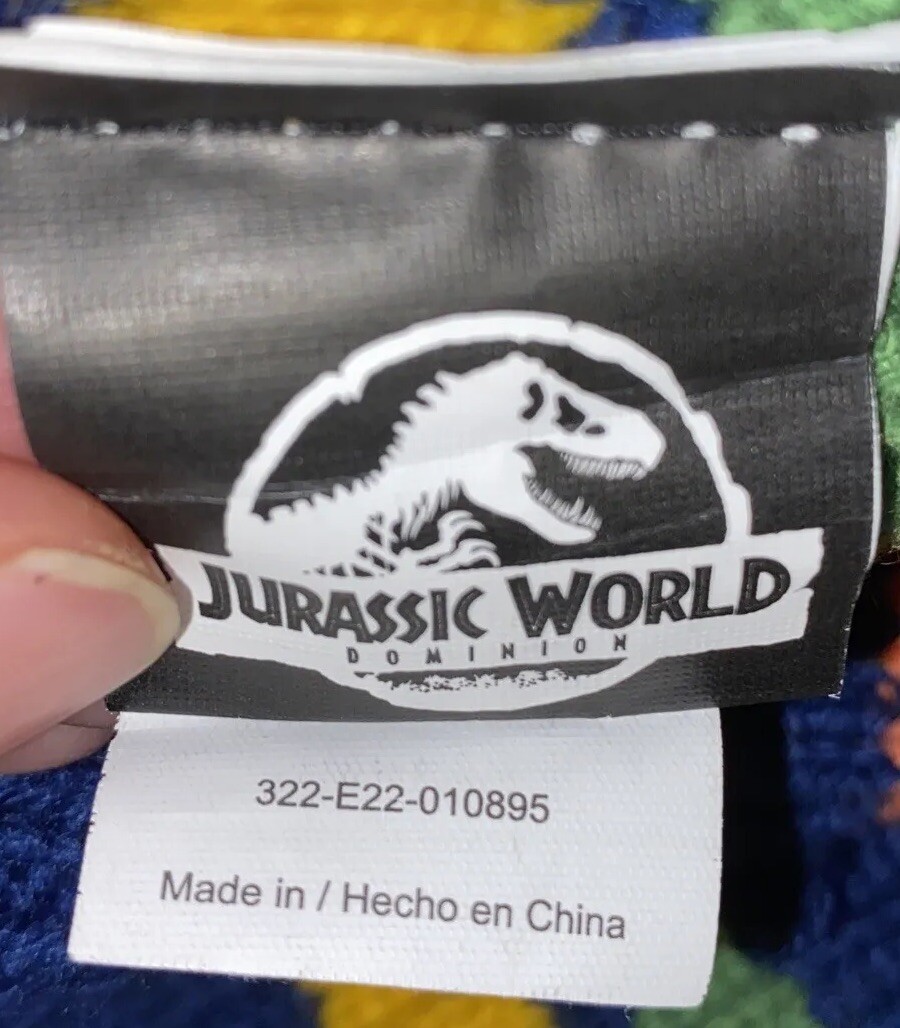 JURASSIC WORLD
DOMINION
322-E22-010895
Made in / Hecho en China